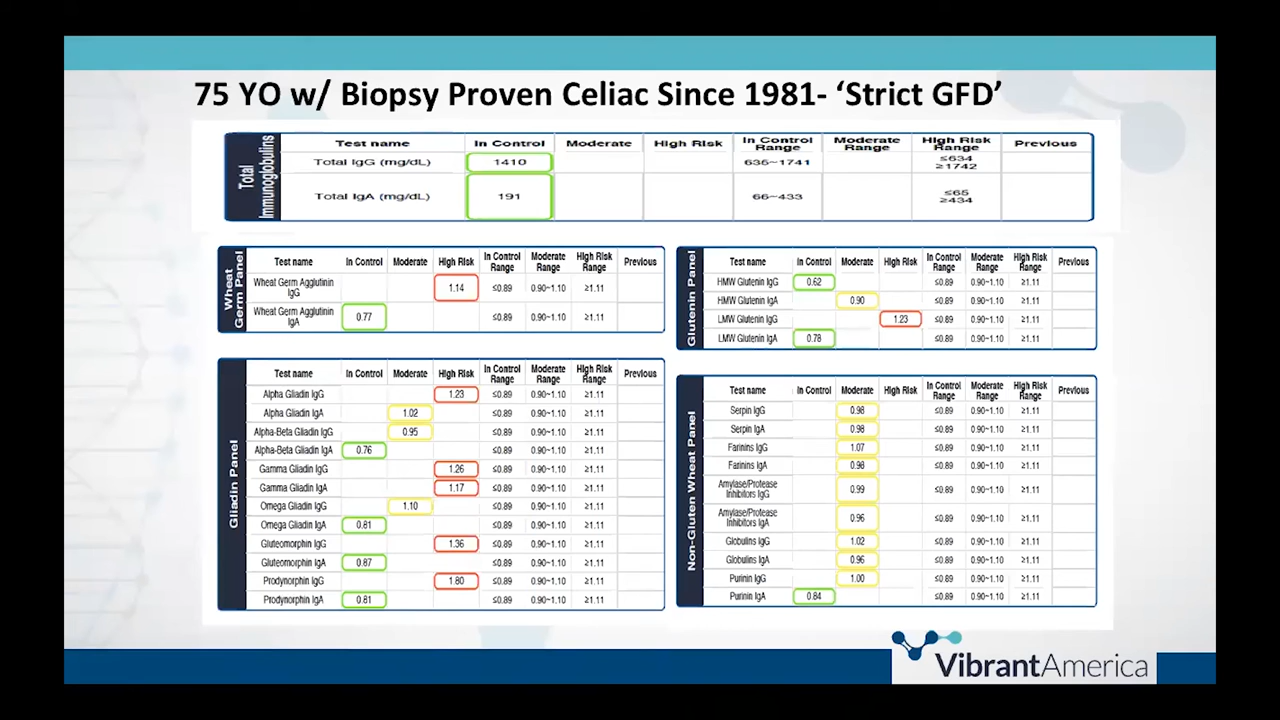 75 YO w/ Biopsy Proven Celiac Since 1981- ‘Strict GFD’
Total Immunoglobulins
Test name In Control Moderate High Risk In Control Range Moderate Range High Risk Range Previous
Total IgG (mg/dL) 1410 635~1741 ≤634 ≥1742
Total IgA (mg/dL) 191 66~433 ≤65 ≥434
Wheat Germ Panel
Test name In Control Moderate High Risk In Control Range Moderate Range High Risk Range Previous
Wheat Germ Agglutinin IgG 1.14 ≤0.89 0.90~1.10 ≥1.11
Wheat Germ Agglutinin IgA 0.77 ≤0.89 0.90~1.10 ≥1.11
Gliadin Panel
Test name In Control Moderate High Risk In Control Range Moderate Range High Risk Range Previous
Alpha Gliadin IgG 1.23 ≤0.89 0.90~1.10 ≥1.11
Alpha Gliadin IgA 1.02 ≤0.89 0.90~1.10 ≥1.11
Alpha-Beta Gliadin IgG 0.95 ≤0.89 0.90~1.10 ≥1.11
Alpha-Beta Gliadin IgA 0.76 ≤0.89 0.90~1.10 ≥1.11
Gamma Gliadin IgG 1.26 ≤0.89 0.90~1.10 ≥1.11
Gamma Gliadin IgA 1.17 ≤0.89 0.90~1.10 ≥1.11
Omega Gliadin IgG 1.10 ≤0.89 0.90~1.10 ≥1.11
Omega Gliadin IgA 0.81 ≤0.89 0.90~1.10 ≥1.11
Gluteomorphin IgG 1.36 ≤0.89 0.90~1.10 ≥1.11
Gluteomorphin IgA 0.87 ≤0.89 0.90~1.10 ≥1.11
Prodynorphin IgG 1.80 ≤0.89 0.90~1.10 ≥1.11
Prodynorphin IgA 0.81 ≤0.89 0.90~1.10 ≥1.11
Glutenin Panel
Test name In Control Moderate High Risk In Control Range Moderate Range High Risk Range Previous
HMW Glutenin IgG 0.62 ≤0.89 0.90~1.10 ≥1.11
HMW Glutenin IgA 0.90 ≤0.89 0.90~1.10 ≥1.11
LMW Glutenin IgG 1.23 ≤0.89 0.90~1.10 ≥1.11
LMW Glutenin IgA 0.78 ≤0.89 0.90~1.10 ≥1.11
Non-Gluten Wheat Panel
Test name In Control Moderate High Risk In Control Range Moderate Range High Risk Range Previous
Serpin IgG 0.98 ≤0.89 0.90~1.10 ≥1.11
Serpin IgA 0.98 ≤0.89 0.90~1.10 ≥1.11
Farinins IgG 1.07 ≤0.89 0.90~1.10 ≥1.11
Farinins IgA 0.98 ≤0.89 0.90~1.10 ≥1.11
Amylase/Protease Inhibitors IgG 0.99 ≤0.89 0.90~1.10 ≥1.11
Amylase/Protease Inhibitors IgA 0.96 ≤0.89 0.90~1.10 ≥1.11
Globulins IgG 1.02 ≤0.89 0.90~1.10 ≥1.11
Globulins IgA 0.96 ≤0.89 0.90~1.10 ≥1.11
Purinin IgG 1.00 ≤0.89 0.90~1.10 ≥1.11
Purinin IgA 0.84 ≤0.89 0.90~1.10 ≥1.11
VibrantAmerica